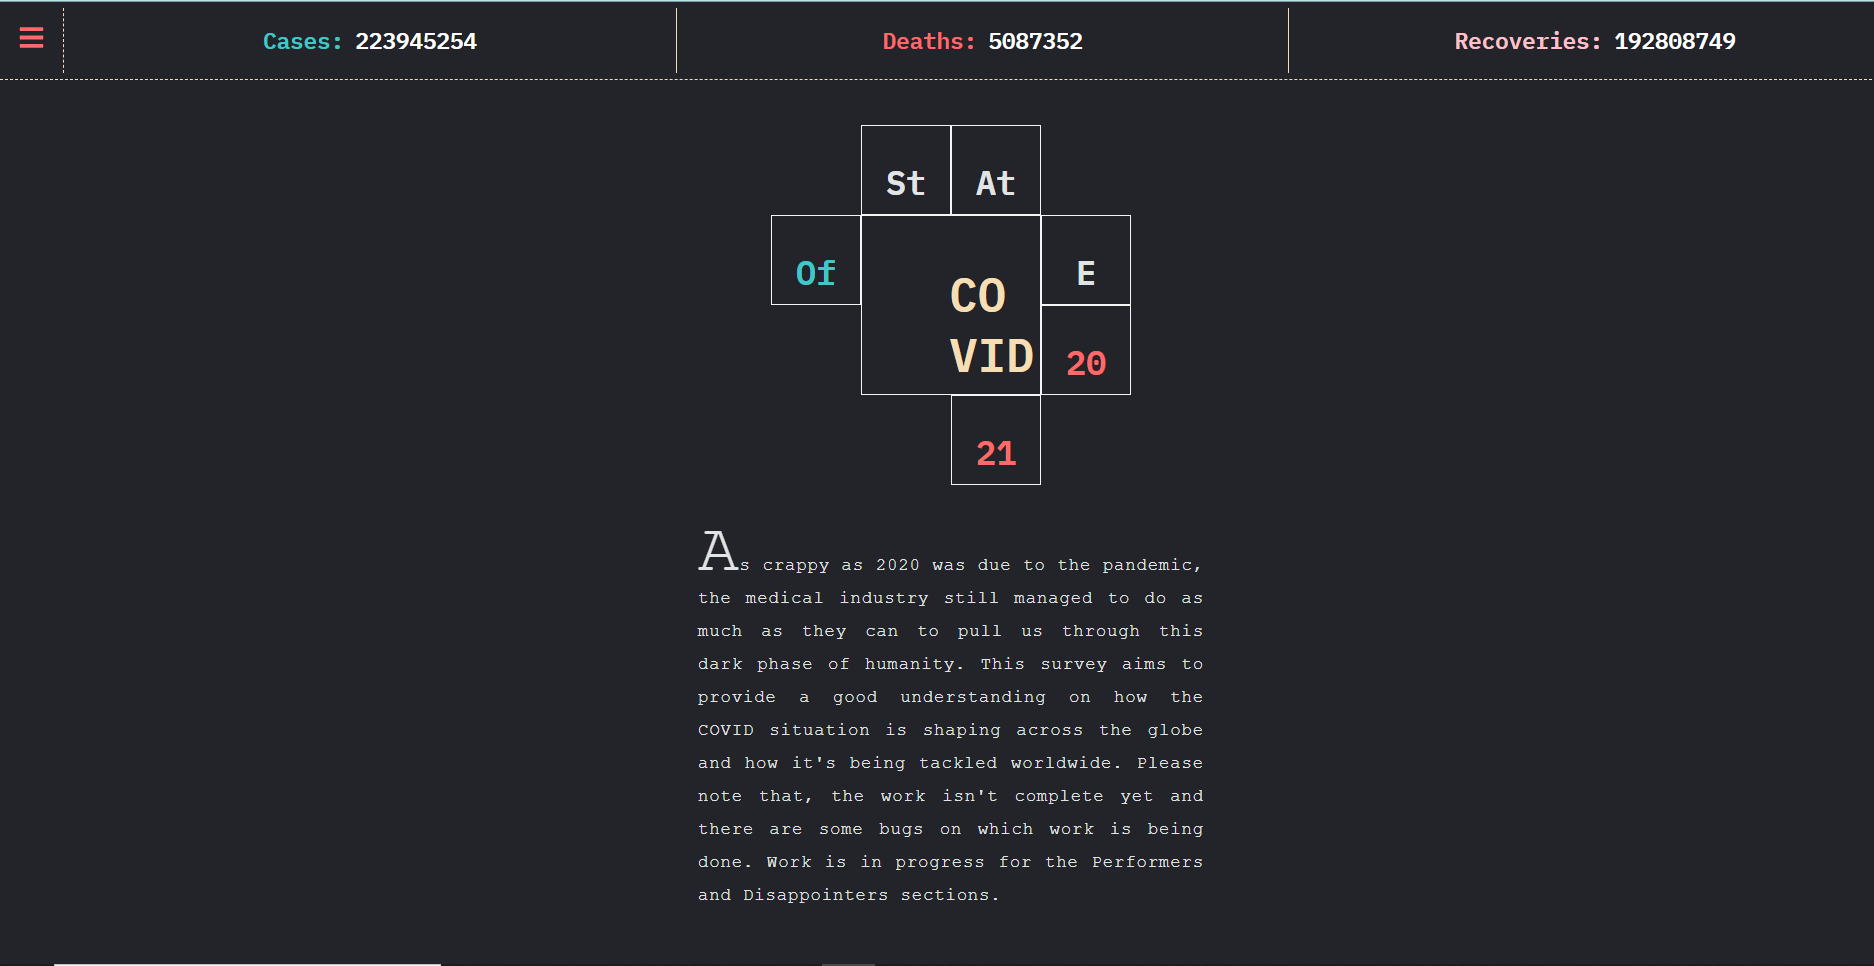 Cases: 223945254
Deaths: 5087352
Recoveries: 192808749
St
At
Of
E
CO
VID
20
21
As crappy as 2020 was due to the pandemic,
the medical industry still managed to do as
much as they can to pull us through this
dark phase of humanity. This survey aims to
provide a good understanding on how the
COVID situation is shaping across the globe
and how it's being tackled worldwide. Please
note that, the work isn't complete yet and
there are some bugs on which work is being
done. Work is in progress for the Performers
and Disappointers sections.